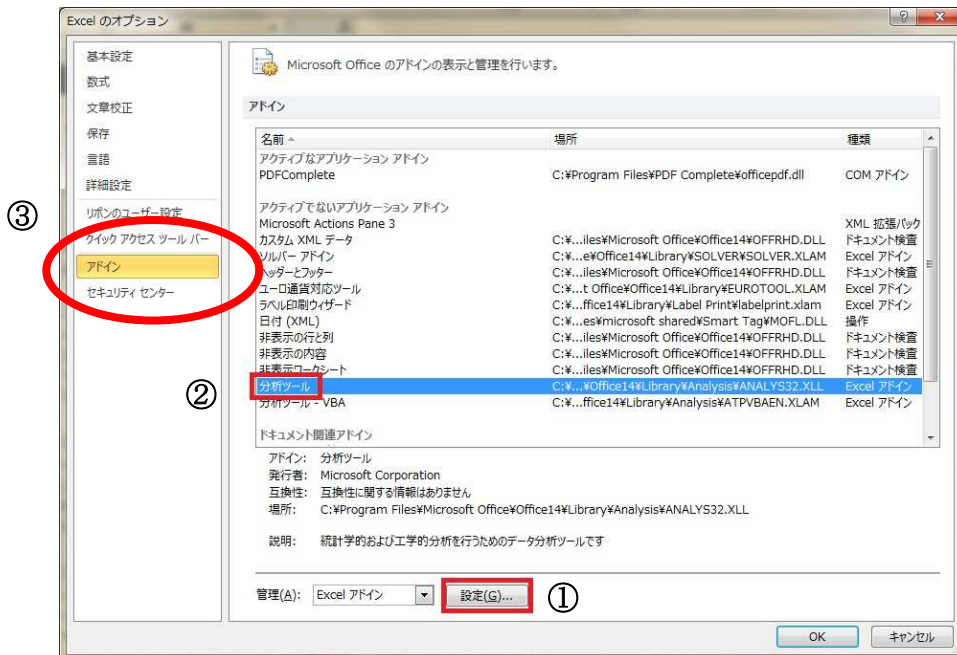 Excel のオプション
基本設定
数式
文章校正
保存
言語
詳細設定
リボンのユーザー設定
③
クイック アクセス ツール バー
アドイン
セキュリティ センター
Microsoft Office のアドインの表示と管理を行います。
アドイン
名前 場所 種類
アクティブなアプリケーション アドイン
PDFComplete C:¥Program Files¥PDF Complete¥officepdf.dll COM アドイン
アクティブでないアプリケーション アドイン
Microsoft Actions Pane 3 XML 拡張パック
カスタム XML データ C:¥...iles¥Microsoft Office¥Office14¥OFFRHD.DLL ドキュメント検査
ソルバー アドイン C:¥...e¥Office14¥Library¥SOLVER¥SOLVER.XLAM Excel アドイン
ヘッダーとフッター C:¥...iles¥Microsoft Office¥Office14¥OFFRHD.DLL ドキュメント検査
ユーロ通貨対応ツール C:¥...t Office¥Office14¥Library¥EUROTOOL.XLAM Excel アドイン
ラベル印刷ウィザード C:¥...ffice14¥Library¥Label Print¥labelprint.xlam Excel アドイン
日付 (XML) C:¥...es¥microsoft shared¥Smart Tag¥MOFL.DLL 操作
非表示の行と列 C:¥...iles¥Microsoft Office¥Office14¥OFFRHD.DLL ドキュメント検査
非表示の内容 C:¥...iles¥Microsoft Office¥Office14¥OFFRHD.DLL ドキュメント検査
非表示ワークシート C:¥...iles¥Microsoft Office¥Office14¥OFFRHD.DLL ドキュメント検査
② 分析ツール C:¥...¥Office14¥Library¥Analysis¥ANALYS32.XLL Excel アドイン
分析ツール - VBA C:¥...ffice14¥Library¥Analysis¥ATPVBAEN.XLAM Excel アドイン
ドキュメント関連アドイン
アドイン: 分析ツール
発行者: Microsoft Corporation
互換性: 互換性に関する情報はありません
場所: C:¥Program Files¥Microsoft Office¥Office14¥Library¥Analysis¥ANALYS32.XLL
説明: 統計学的および工学的分析を行うためのデータ分析ツールです
管理(A): Excel アドイン 設定(G)... ①
OK キャンセル